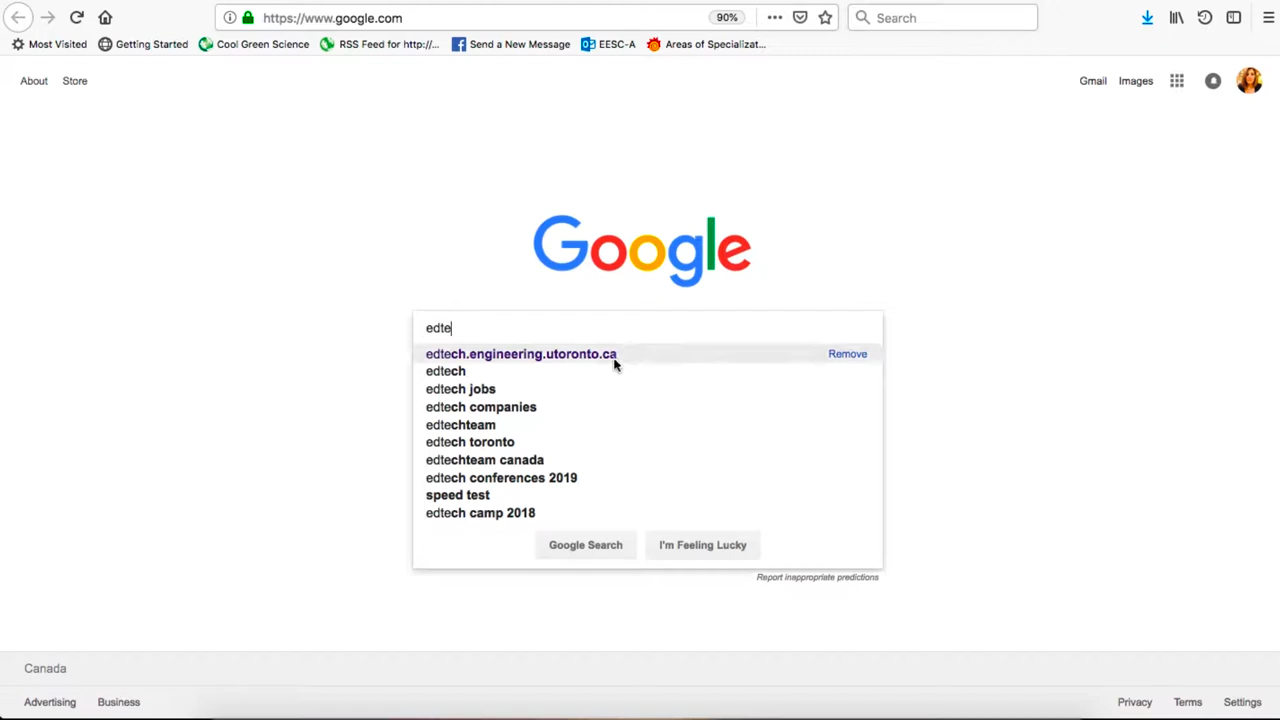 https://www.google.com
90%
Search
Most Visited
Getting Started
Cool Green Science
RSS Feed for http://...
Send a New Message
EESC-A
Areas of Specializat...
About
Store
Gmail
Images
Google
edte
edtech.engineering.utoronto.ca
Remove
edtech
edtech jobs
edtech companies
edtechteam
edtech toronto
edtechteam canada
edtech conferences 2019
speed test
edtech camp 2018
Google Search
I'm Feeling Lucky
Report inappropriate predictions
Canada
Advertising
Business
Privacy
Terms
Settings